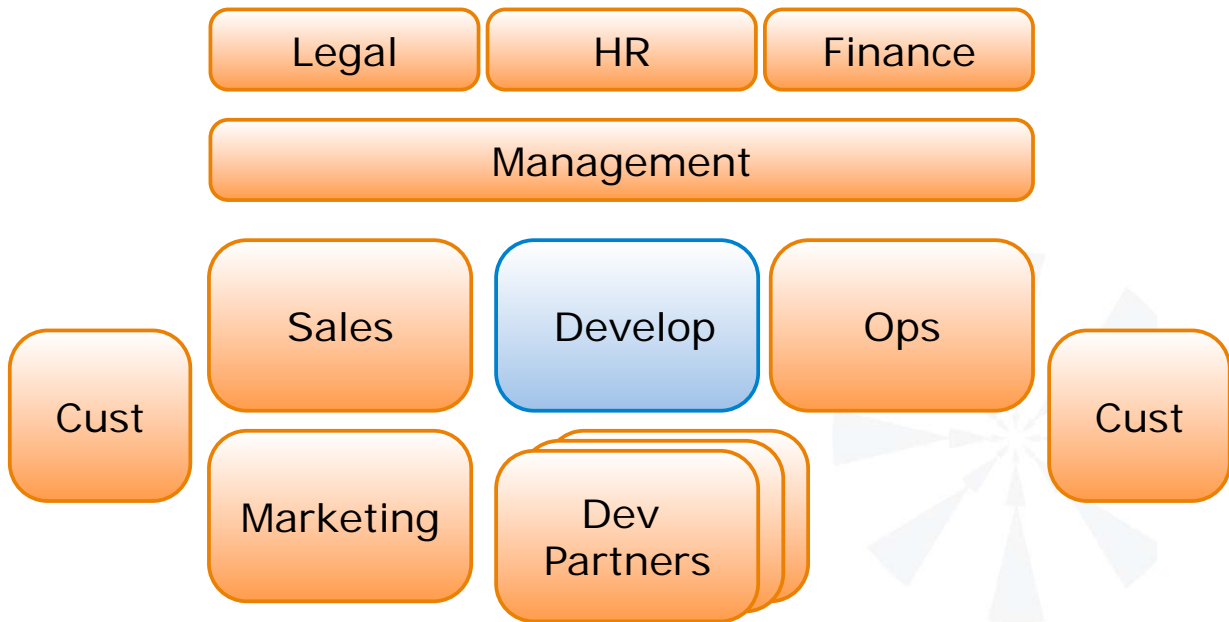 Legal
HR
Finance
Management
Sales
Develop
Ops
Cust
Cust
Marketing
Dev
Partners